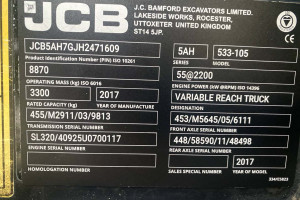 JCB
J.C. BAMFORD EXCAVATORS LIMITED.
LAKESIDE WORKS, ROCESTER,
UTTOXETER UNITED KINGDOM
ST14 5JP.
JCB5AH7GJH2471609
Product Identification Number (PIN) ISO 10261
8870
OPERATING MASS (kg) ISO 6016
3300
RATED CAPACITY (kg)
2017
YEAR OF MANUFACTURE
455/M2911/03/9813
TRANSMISSION SERIAL NUMBER
SL320/40925U0700117
ENGINE SERIAL NUMBER
HOMOLOGATION NUMBER
5AH
SERIES
533-105
MODEL
55@2200
ENGINE POWER (kW @RPM) ISO 14396
VARIABLE REACH TRUCK
453/M5645/05/6111
FRONT AXLE SERIAL NUMBER
448/58590/11/48498
REAR AXLE SERIAL NUMBER
SALES SPECIAL NUMBER
2017
YEAR OF MODEL